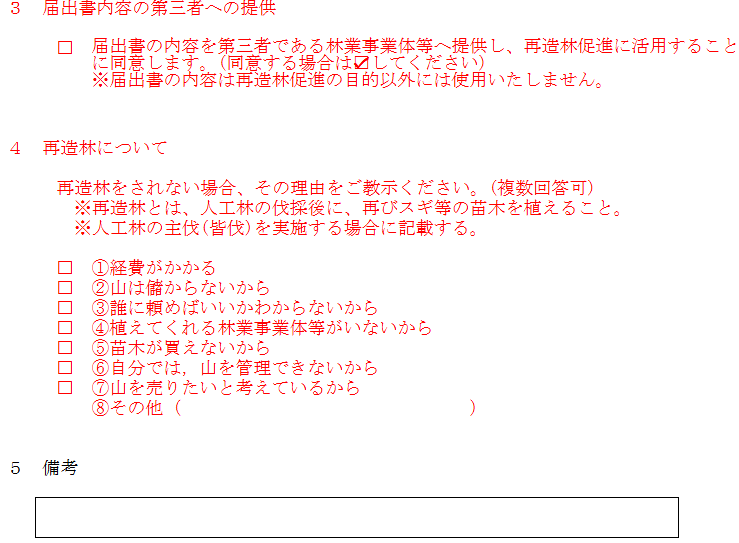 ３　届出書内容の第三者への提供
□　届出書の内容を第三者である林業事業体等へ提供し、再造林促進に活用すること
に同意します。（同意する場合は☑してください）
※届出書の内容は再造林促進の目的以外には使用いたしません。
４　再造林について
再造林をされない場合、その理由をご教示ください。（複数回答可）
※再造林とは、人工林の伐採後に、再びスギ等の苗木を植えること。
※人工林の主伐（皆伐）を実施する場合に記載する。
□　①経費がかかる
□　②山は儲からないから
□　③誰に頼めばいいかわからないから
□　④植えてくれる林業事業体等がいないから
□　⑤苗木が買えないから
□　⑥自分では，山を管理できないから
□　⑦山を売りたいと考えているから
⑧その他（　　　　　　　　　　　　　　　　）
５　備考